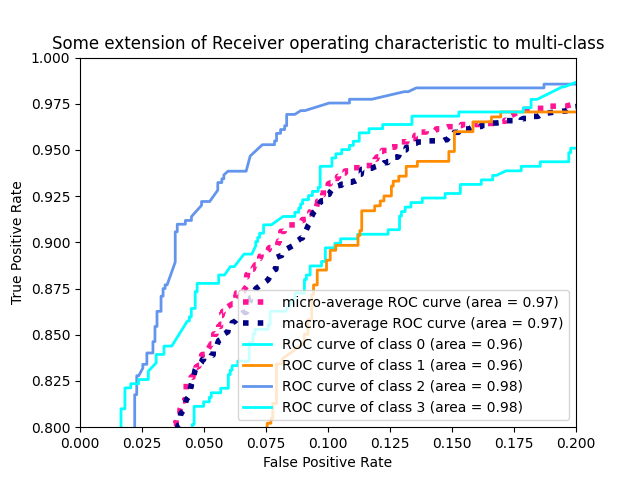 Some extension of Receiver operating characteristic to multi-class
True Positive Rate
1.000
0.975
0.950
0.925
0.900
0.875
0.850
0.825
0.800
micro-average ROC curve (area = 0.97)
macro-average ROC curve (area = 0.97)
ROC curve of class 0 (area = 0.96)
ROC curve of class 1 (area = 0.96)
ROC curve of class 2 (area = 0.98)
ROC curve of class 3 (area = 0.98)
0.000 0.025 0.050 0.075 0.100 0.125 0.150 0.175 0.200
False Positive Rate